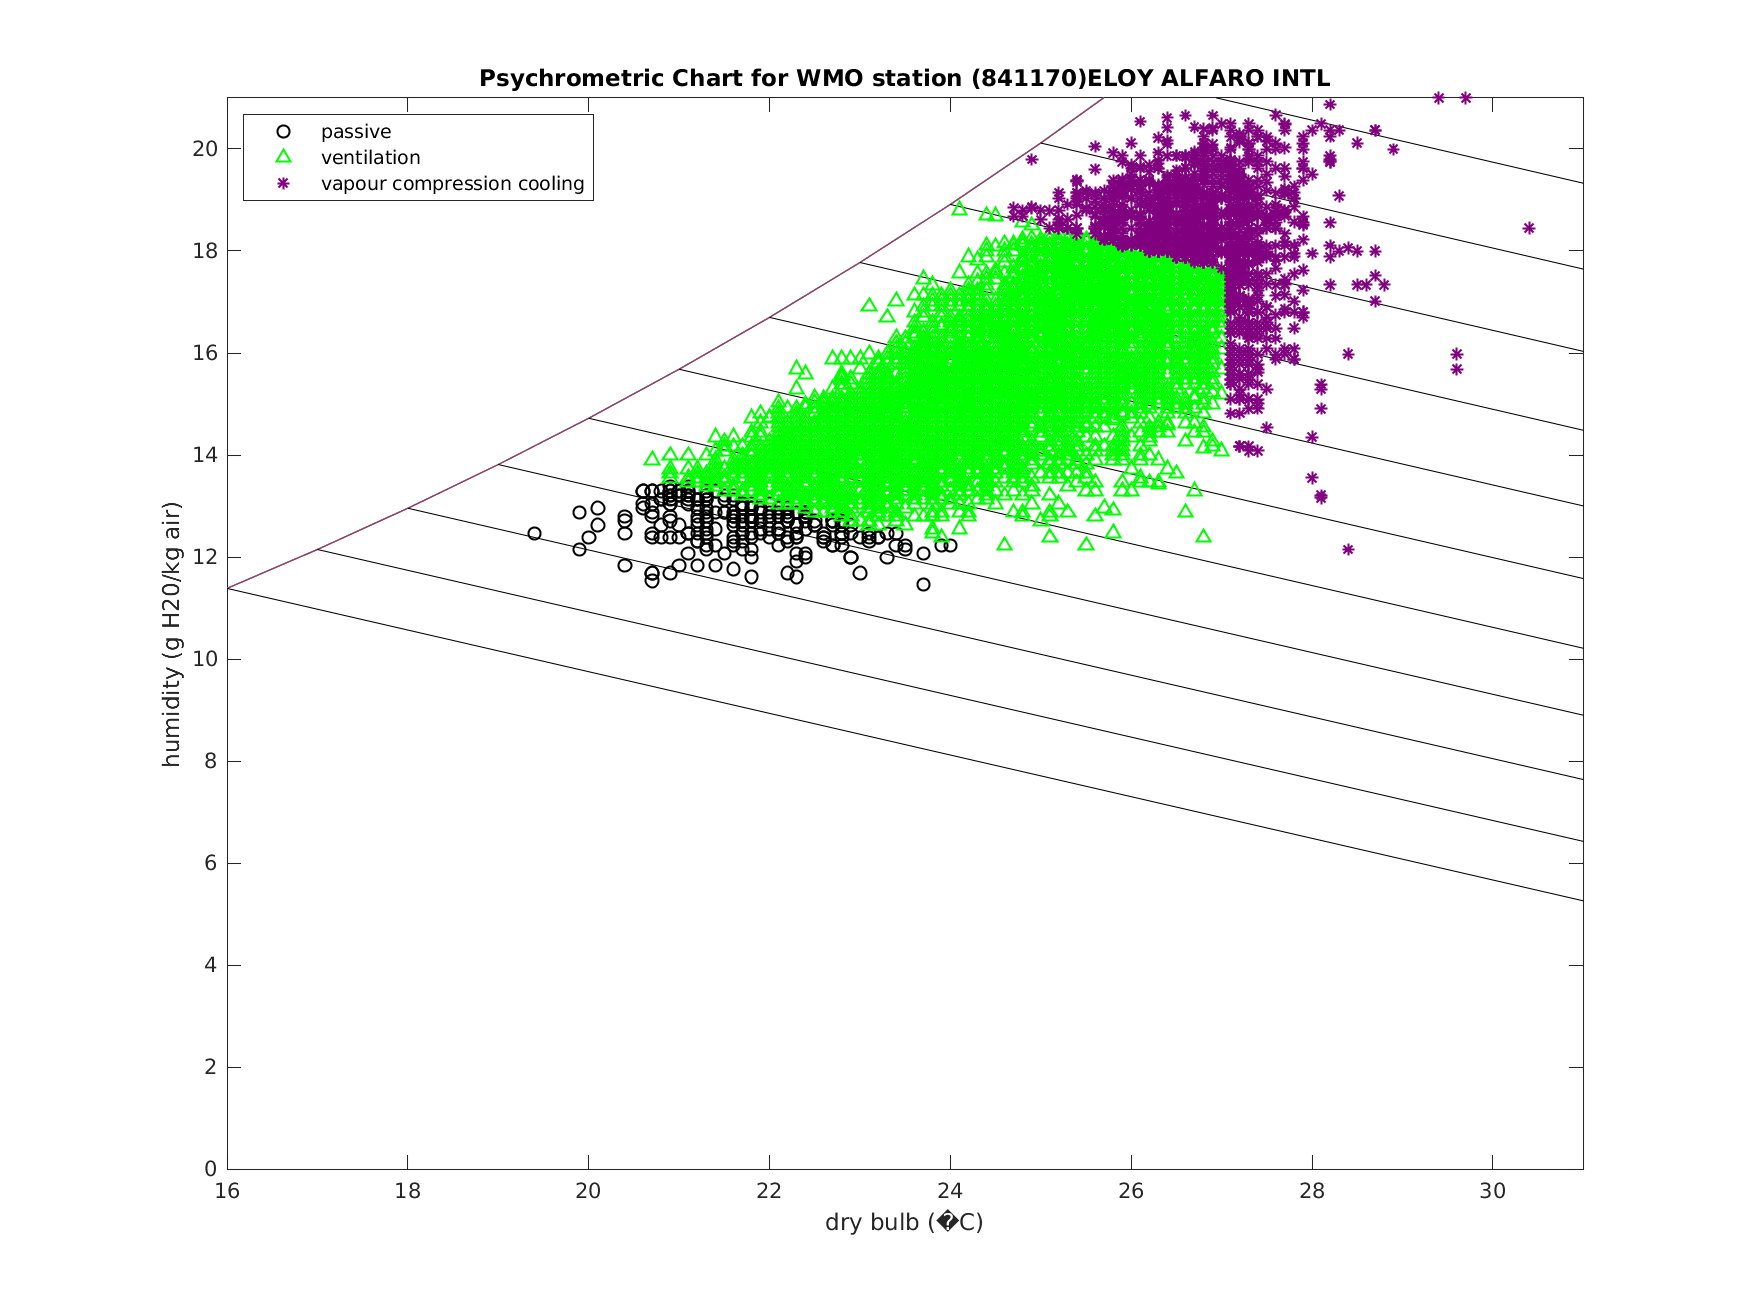 Psychrometric Chart for WMO station (841170)ELOY ALFARO INTL
passive
ventilation
vapour compression cooling
humidity (g H20/kg air)
20
18
16
14
12
10
8
6
4
2
0
16 18 20 22 24 26 28 30
dry bulb (�C)